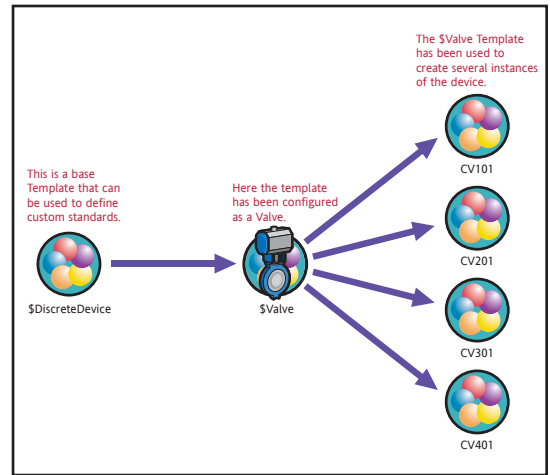 The $Valve Template
has been used to
create several instances
of the device.
CV101
This is a base
Template that can
be used to define
custom standards.
Here the template
has been configured
as a Valve.
CV201
$DiscreteDevice
$Valve
CV301
CV401